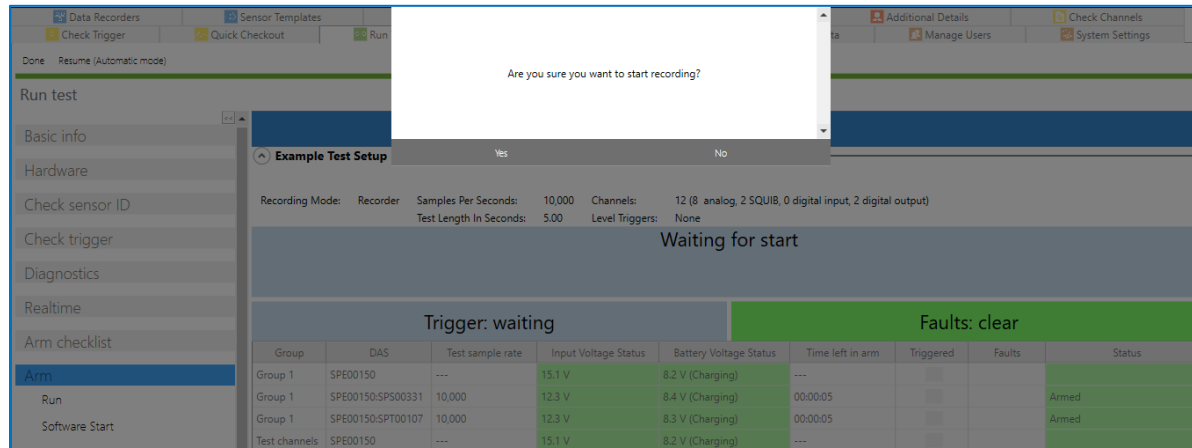 Data Recorders Sensor Templates Additional Details Check Channels
Check Trigger Quick Checkout Run ta Manage Users System Settings
Done Resume (Automatic mode)
Are you sure you want to start recording?
Run test
Yes No
Basic info
Hardware
Check sensor ID
Check trigger
Diagnostics
Realtime
Arm checklist
Arm
Run
Software Start
Example Test Setup
Recording Mode: Recorder Samples Per Seconds: 10,000 Channels: 12 (8 analog, 2 SQUIB, 0 digital input, 2 digital output)
Test Length In Seconds: 5.00 Level Triggers: None
Waiting for start
Trigger: waiting Faults: clear
Group DAS Test sample rate Input Voltage Status Battery Voltage Status Time left in arm Triggered Faults Status
Group 1 SPE00150 --- 15.1 V 8.2 V (Charging) ---
Group 1 SPE00150:SPS00331 10,000 12.3 V 8.4 V (Charging) 00:00:05 Armed
Group 1 SPE00150:SPT00107 10,000 12.3 V 8.3 V (Charging) 00:00:05 Armed
Test channels SPE00150 --- 15.1 V 8.2 V (Charging) ---